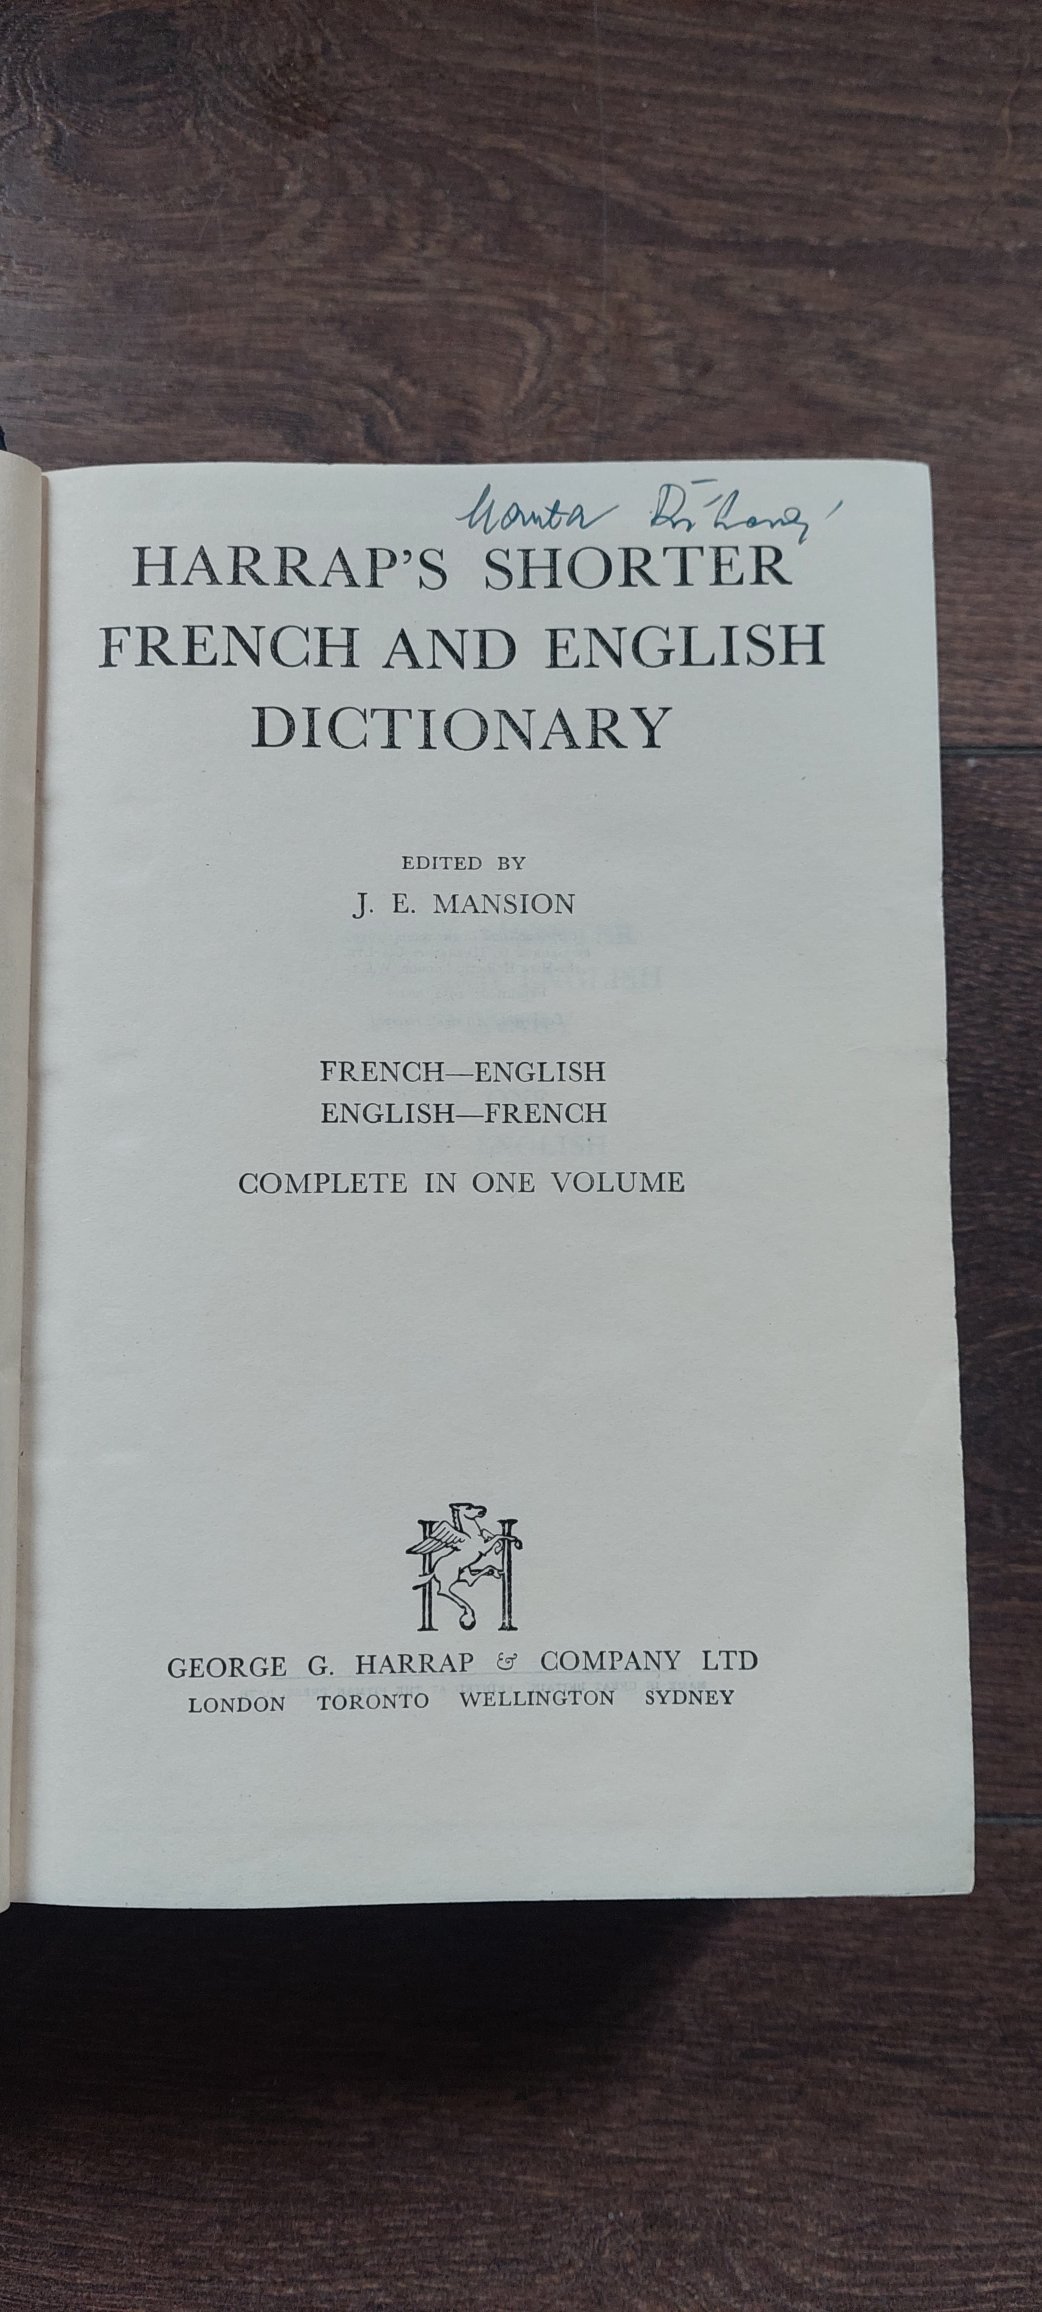 HARRAP'S SHORTER
FRENCH AND ENGLISH
DICTIONARY
EDITED BY
J. E. MANSION
FRENCH—ENGLISH
ENGLISH—FRENCH
COMPLETE IN ONE VOLUME
H
GEORGE G. HARRAP & COMPANY LTD
LONDON TORONTO WELLINGTON SYDNEY